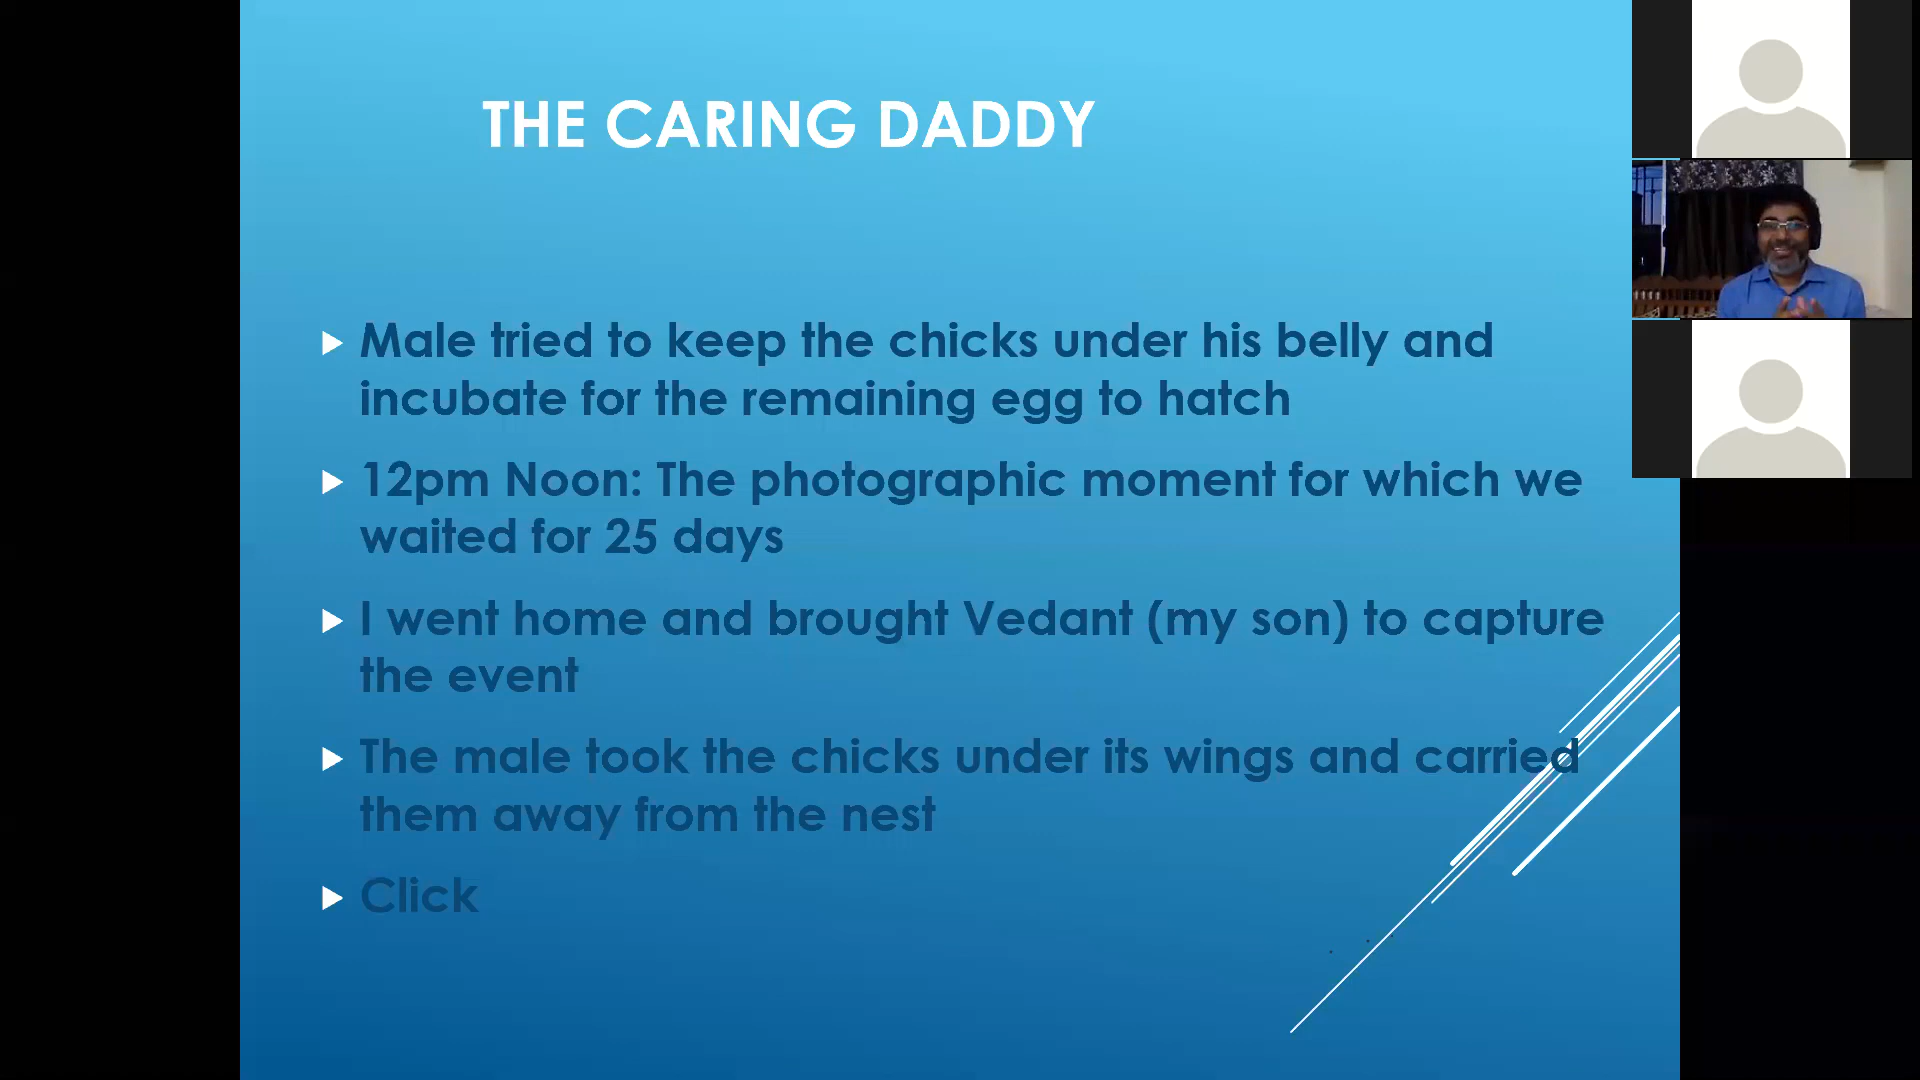 THE CARING DADDY
Male tried to keep the chicks under his belly and
incubate for the remaining egg to hatch
12pm Noon: The photographic moment for which we
waited for 25 days
I went home and brought Vedant (my son) to capture
the event
The male took the chicks under its wings and carried
them away from the nest
Click